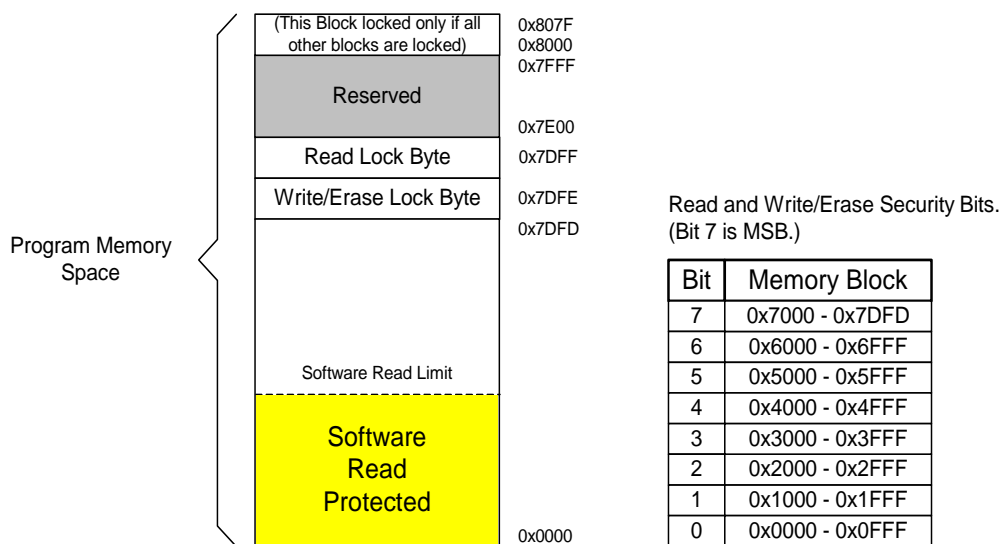 (This Block locked only if all
other blocks are locked)
0x807F
0x8000
0x7FFF
Reserved
0x7E00
Read Lock Byte
0x7DFF
Write/Erase Lock Byte
0x7DFE
0x7DFD
Program Memory
Space
Software Read Limit
Software
Read
Protected
0x0000
Read and Write/Erase Security Bits.
(Bit 7 is MSB.)
Bit Memory Block
7 0x7000 - 0x7DFD
6 0x6000 - 0x6FFF
5 0x5000 - 0x5FFF
4 0x4000 - 0x4FFF
3 0x3000 - 0x3FFF
2 0x2000 - 0x2FFF
1 0x1000 - 0x1FFF
0 0x0000 - 0x0FFF